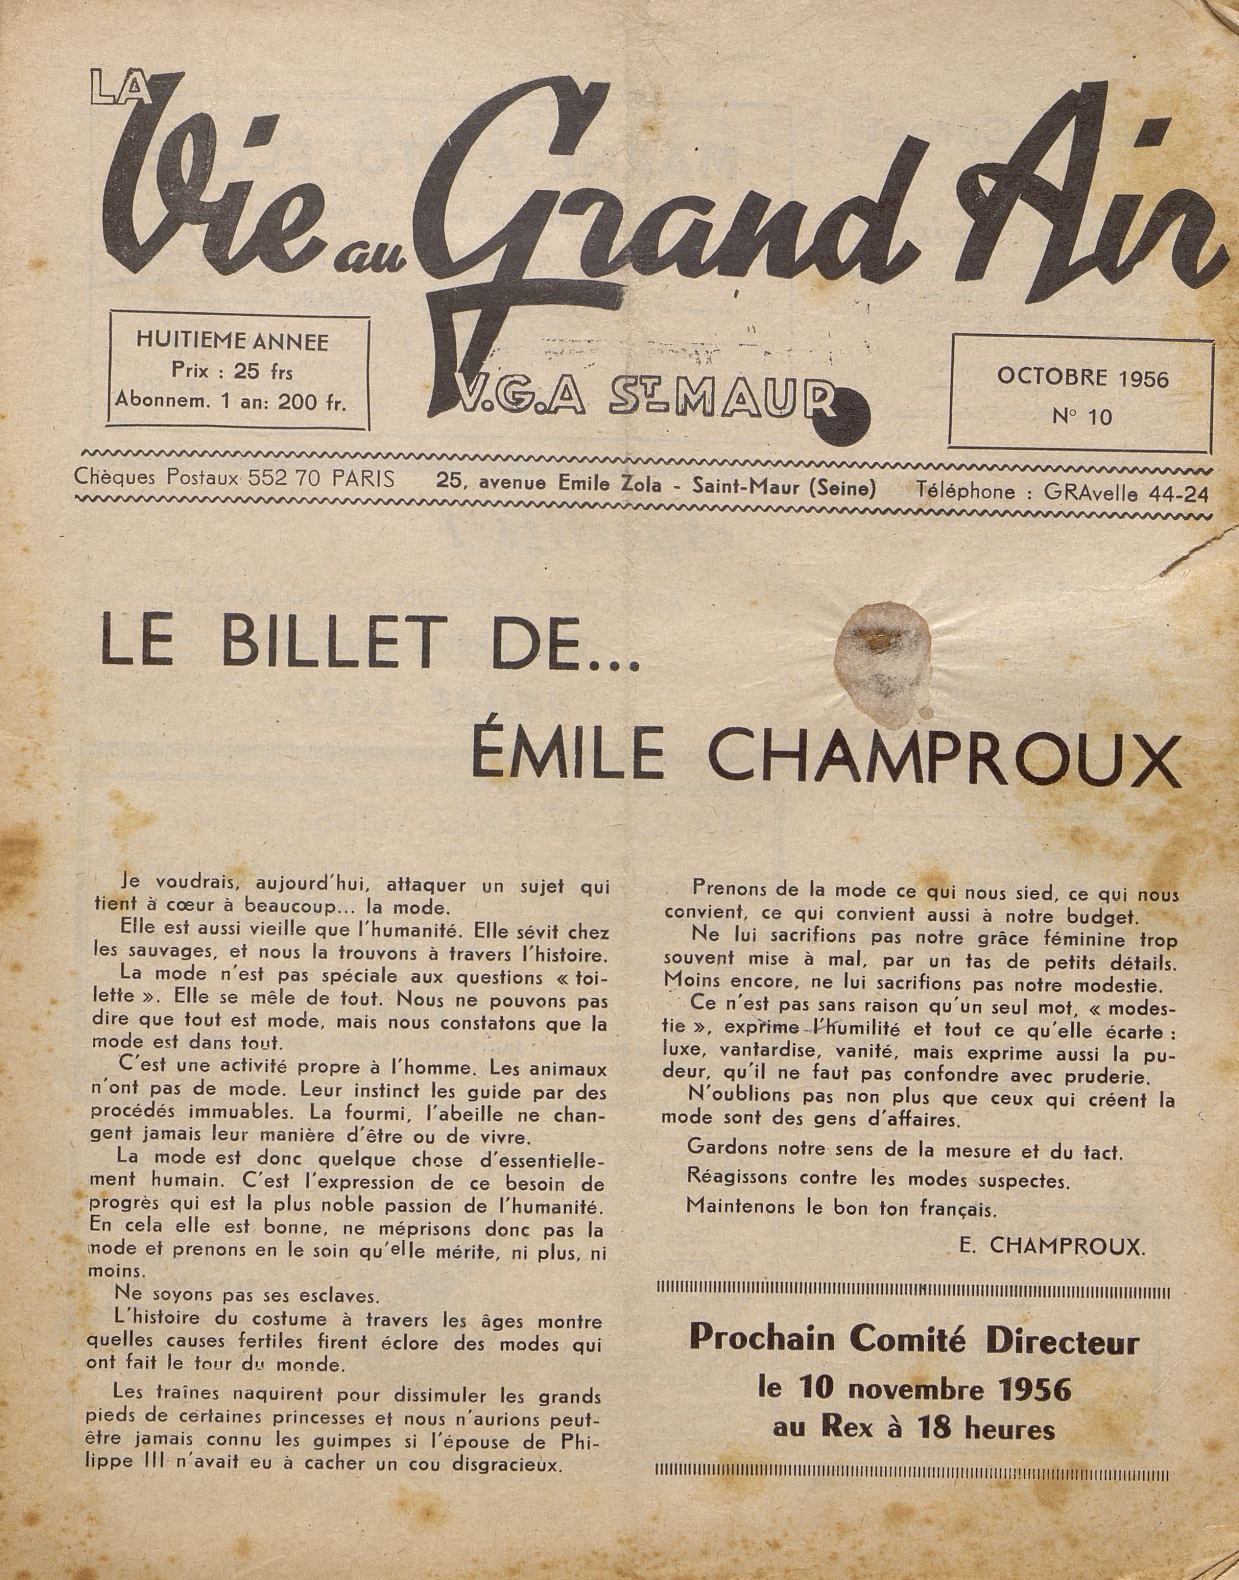 LA
Vie au Grand Air
HUITIEME ANNEE
Prix : 25 frs
Abonnem. 1 an: 200 fr.
V.G.A ST-MAUR
OCTOBRE 1956
N° 10
Chèques Postaux 552 70 PARIS 25, avenue Emile Zola - Saint-Maur (Seine) Téléphone : GRAvelle 44-24
LE BILLET DE...
ÉMILE CHAMPROUX
Je voudrais, aujourd'hui, attaquer un sujet qui
tient à cœur à beaucoup... la mode.
Elle est aussi vieille que l'humanité. Elle sévit chez
les sauvages, et nous la trouvons à travers l'histoire.
La mode n'est pas spéciale aux questions « toi-
lette ». Elle se mêle de tout. Nous ne pouvons pas
dire que tout est mode, mais nous constatons que la
mode est dans tout.
C'est une activité propre à l'homme. Les animaux
n'ont pas de mode. Leur instinct les guide par des
procédés immuables. La fourmi, l'abeille ne chan-
gent jamais leur manière d'être ou de vivre.
La mode est donc quelque chose d'essentielle-
ment humain. C'est l'expression de ce besoin de
progrès qui est la plus noble passion de l'humanité.
En cela elle est bonne, ne méprisons donc pas la
mode et prenons en le soin qu'elle mérite, ni plus, ni
moins.
Ne soyons pas ses esclaves.
L'histoire du costume à travers les âges montre
quelles causes fertiles firent éclore des modes qui
ont fait le tour du monde.
Les traînes naquirent pour dissimuler les grands
pieds de certaines princesses et nous n'aurions peut-
être jamais connu les guimpes si l'épouse de Phi-
lippe III n'avait eu à cacher un cou disgracieux.
Prenons de la mode ce qui nous sied, ce qui nous
convient, ce qui convient aussi à notre budget.
Ne lui sacrifions pas notre grâce féminine trop
souvent mise à mal, par un tas de petits détails.
Moins encore, ne lui sacrifions pas notre modestie.
Ce n'est pas sans raison qu'un seul mot, « modes-
tie », exprime l'humilité et tout ce qu'elle écarte :
luxe, vantardise, vanité, mais exprime aussi la pu-
deur, qu'il ne faut pas confondre avec pruderie.
N'oublions pas non plus que ceux qui créent la
mode sont des gens d'affaires.
Gardons notre sens de la mesure et du tact.
Réagissons contre les modes suspectes.
Maintenons le bon ton français.
E. CHAMPROUX.
Prochain Comité Directeur
le 10 novembre 1956
au Rex à 18 heures